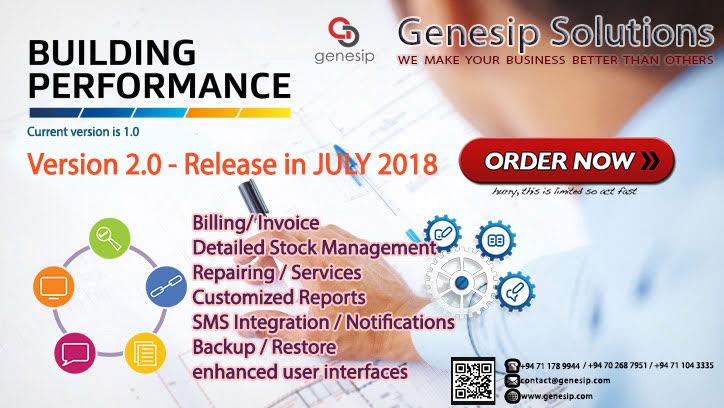 genesip
Genesip Solutions
WE MAKE YOUR BUSINESS BETTER THAN OTHERS
BUILDING
PERFORMANCE
Current version is 1.0
Version 2.0 - Release in JULY 2018
ORDER NOW »
hurry, this is limited so act fast
Billing/ Invoice
Detailed Stock Management
Repairing / Services
Customized Reports
SMS Integration / Notifications
Backup / Restore
enhanced user interfaces
+94 71 178 9944 / +94 70 268 7951 / +94 71 104 3335
contact@genesip.com
www.genesip.com